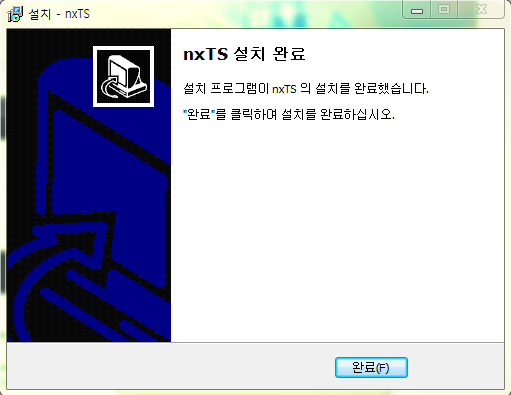 설치 - nxTS
nxTS 설치 완료
설치 프로그램이 nxTS 의 설치를 완료했습니다.
"완료"를 클릭하여 설치를 완료하십시오.
완료(F)